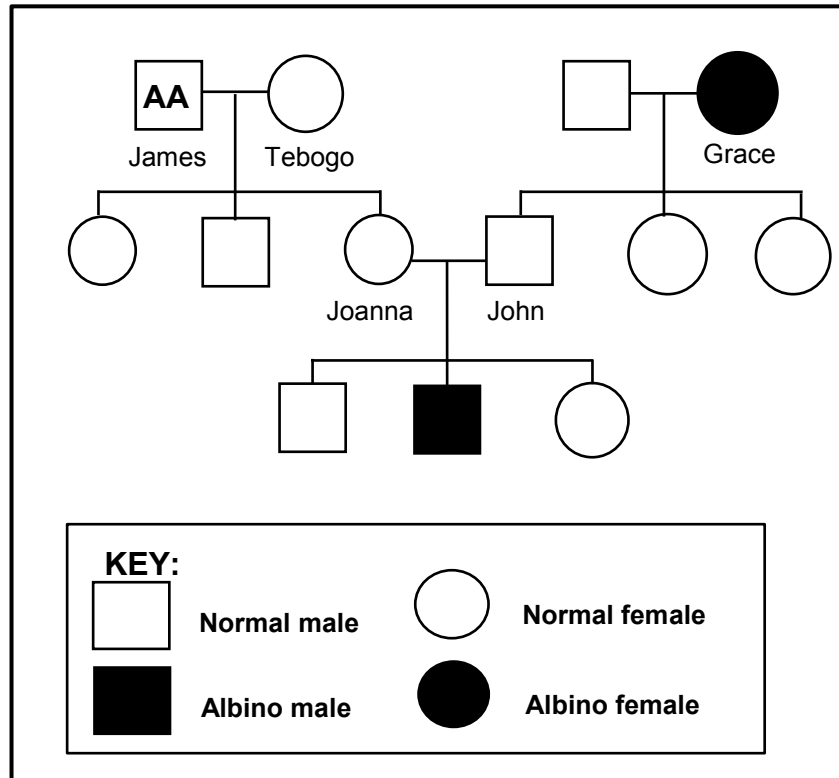 AA
James Tebogo Grace
Joanna John
KEY:
Normal male Normal female
Albino male Albino female